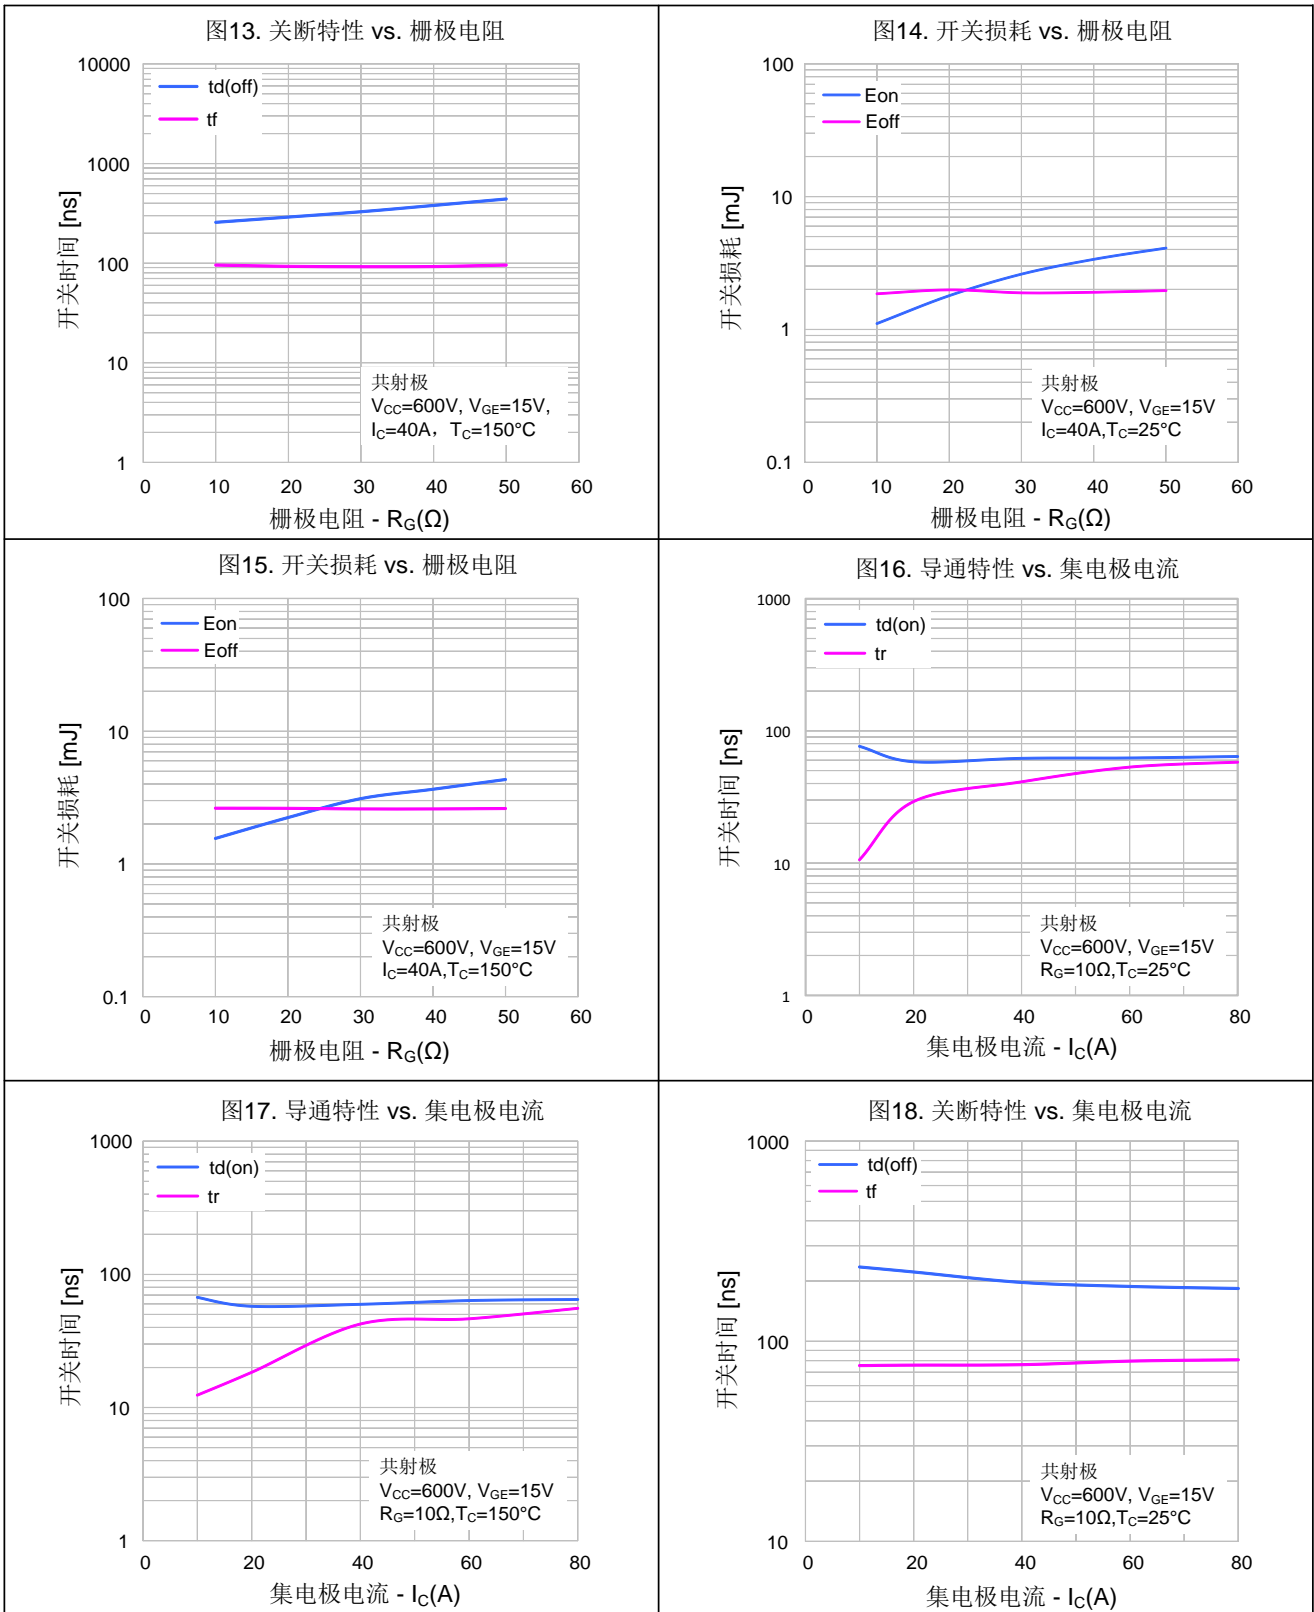 图13. 关断特性 vs. 栅极电阻
10000
1000
100
10
1
td(off)
tf
开关时间 [ns]
共射极
VCC=600V, VGE=15V,
IC=40A, TC=150°C
0 10 20 30 40 50 60
栅极电阻 - RG(Ω)
图14. 开关损耗 vs. 栅极电阻
100
10
1
0.1
Eon
Eoff
开关损耗 [mJ]
共射极
VCC=600V, VGE=15V
IC=40A,TC=25°C
0 10 20 30 40 50 60
栅极电阻 - RG(Ω)
图15. 开关损耗 vs. 栅极电阻
100
10
1
0.1
Eon
Eoff
开关损耗 [mJ]
共射极
VCC=600V, VGE=15V
IC=40A,TC=150°C
0 10 20 30 40 50 60
栅极电阻 - RG(Ω)
图16. 导通特性 vs. 集电极电流
1000
100
10
1
td(on)
tr
开关时间 [ns]
共射极
VCC=600V, VGE=15V
RG=10Ω,TC=25°C
0 20 40 60 80
集电极电流 - IC(A)
图17. 导通特性 vs. 集电极电流
1000
100
10
1
td(on)
tr
开关时间 [ns]
共射极
VCC=600V, VGE=15V
RG=10Ω,TC=150°C
0 20 40 60 80
集电极电流 - IC(A)
图18. 关断特性 vs. 集电极电流
1000
100
10
td(off)
tf
开关时间 [ns]
共射极
VCC=600V, VGE=15V
RG=10Ω,TC=25°C
0 20 40 60 80
集电极电流 - IC(A)